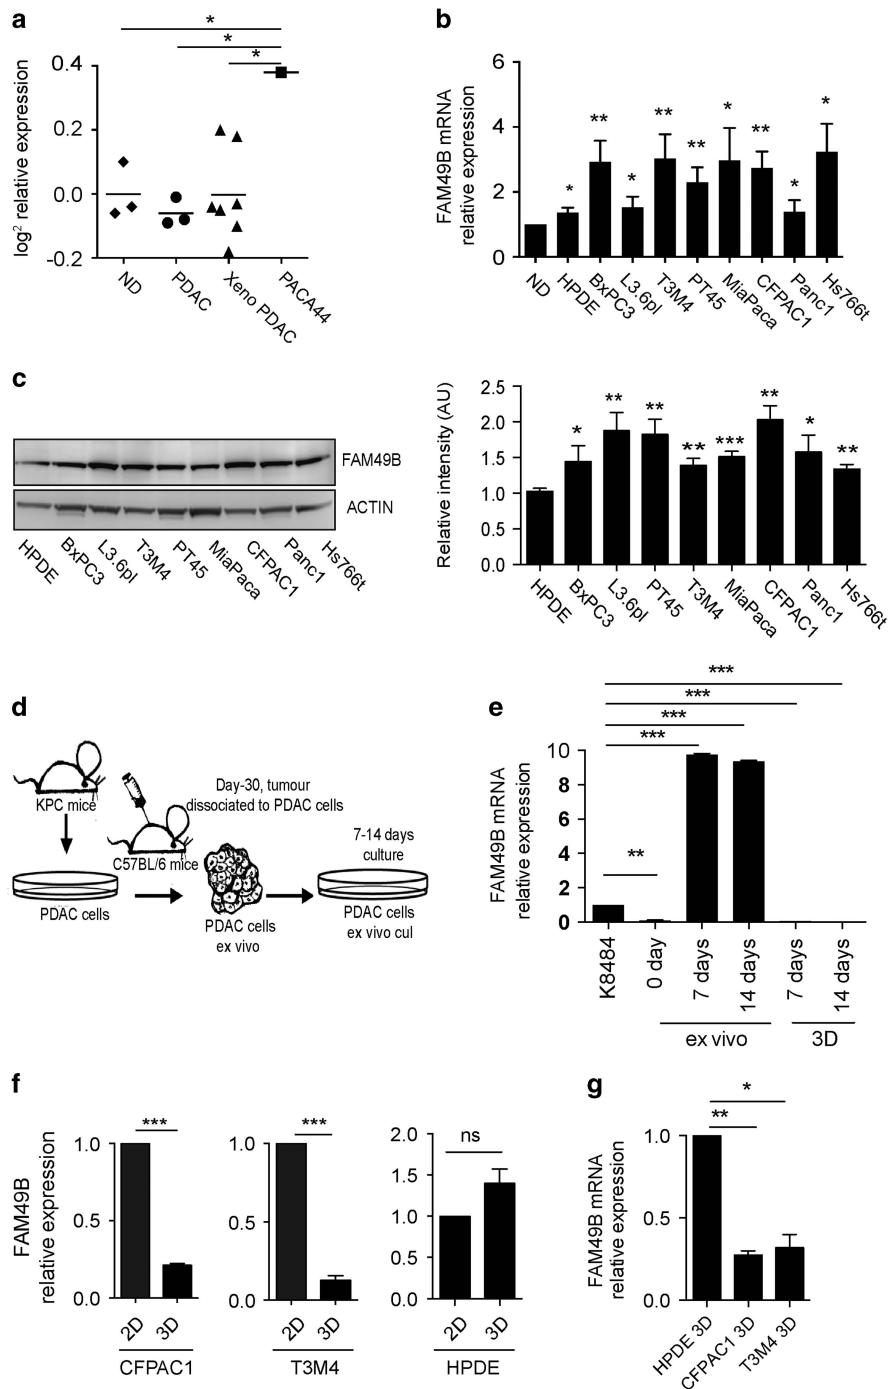 a
*
*
*
log² relative expression
0.4
0.2
0.0
-0.2
ND
PDAC
Xeno PDAC
PACA44
b
FAM49B mRNA
relative expression
6
4
2
0
*
**
*
**
**
*
**
*
*
ND
HPDE
BxPC3
L3.6pl
T3M4
PT45
MiaPaca
CFPAC1
Panc1
Hs766t
c
FAM49B
ACTIN
HPDE
BxPC3
L3.6pl
T3M4
PT45
MiaPaca
CFPAC1
Panc1
Hs766t
Relative intensity (AU)
2.5
2.0
1.5
1.0
0.5
0.0
*
**
**
**
***
**
*
**
HPDE
BxPC3
L3.6pl
PT45
T3M4
MiaPaca
CFPAC1
Panc1
Hs766t
d
KPC mice
PDAC cells
C57BL/6 mice
Day-30, tumour
dissociated to PDAC cells
PDAC cells
ex vivo
7-14 days
culture
PDAC cells
ex vivo cul
e
***
***
***
***
**
FAM49B mRNA
relative expression
10
8
6
4
2
0
K8484
0 day
7 days
14 days
7 days
14 days
ex vivo
3D
f
FAM49B
relative expression
1.0
0.5
0.0
***
2D
3D
CFPAC1
1.0
0.5
0.0
***
2D
3D
T3M4
2.0
1.5
1.0
0.5
0.0
ns
2D
3D
HPDE
g
*
**
FAM49B mRNA
relative expression
1.0
0.5
0.0
HPDE 3D
CFPAC1 3D
T3M4 3D